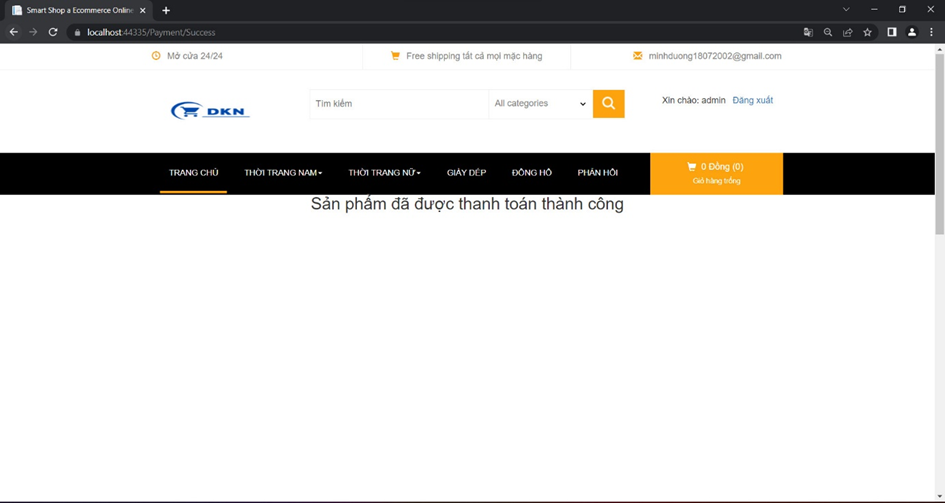 Smart Shop a Ecommerce Online
localhost:44335/Payment/Success
Mở cửa 24/24
Free shipping tất cả mọi mặc hàng
minhduong18072002@gmail.com
DKN
Tìm kiếm
All categories
Xin chào: admin Đăng xuất
TRANG CHỦ THỜI TRANG NAM THỜI TRANG NỮ GIÀY DÉP ĐỒNG HỒ PHẢN HỒI
0 Đồng (0)
Giỏ hàng trống
Sản phẩm đã được thanh toán thành công